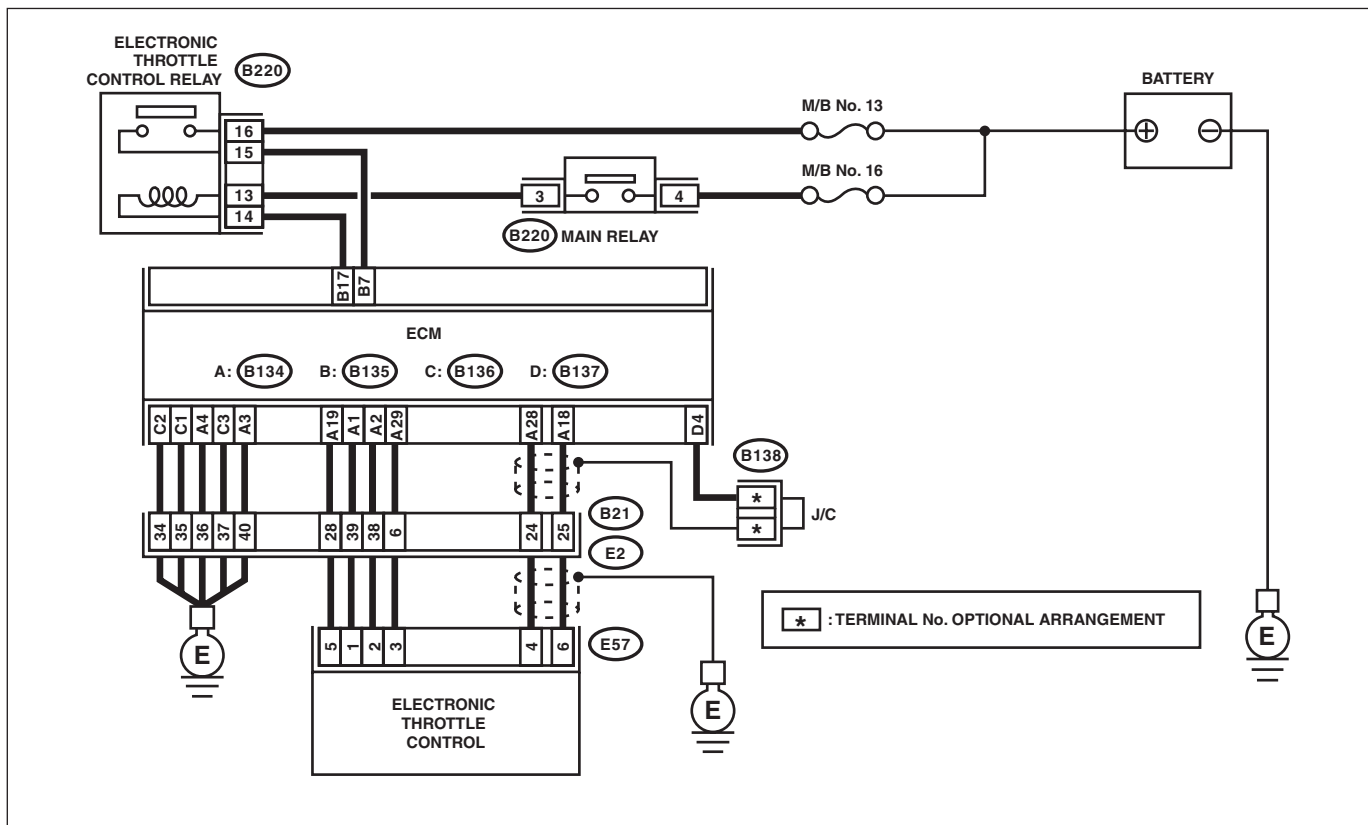 ELECTRONIC
THROTTLE
CONTROL RELAY
B220
BATTERY
M/B No. 13
16
15
M/B No. 16
13
14
3
4
B220 MAIN RELAY
B17
B7
ECM
A: B134 B: B135 C: B136 D: B137
C2 C1 A4 C3 A3 A19 A1 A2 A29 A28 A18 D4
B138
*
*
J/C
B21
34 35 36 37 40 28 39 38 6 24 25
E2
* : TERMINAL No. OPTIONAL ARRANGEMENT
E
E
E
5 1 2 3 4 6
E57
ELECTRONIC
THROTTLE
CONTROL